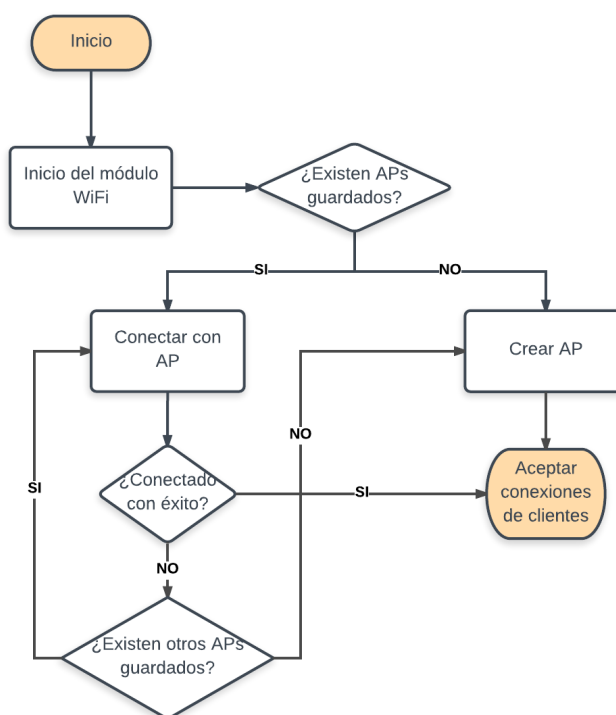 Inicio
Inicio del módulo
WiFi
¿Existen APs
guardados?
SI
NO
Conectar con
AP
Crear AP
NO
¿Conectado
con éxito?
SI
SI
Aceptar
conexiones
de clientes
NO
¿Existen otros APs
guardados?